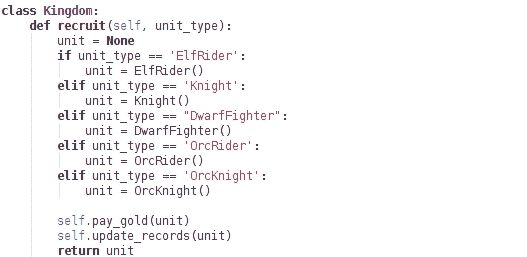 class Kingdom:
    def recruit(self, unit_type):
        unit = None
        if unit_type == 'ElfRider':
            unit = ElfRider()
        elif unit_type == 'Knight':
            unit = Knight()
        elif unit_type == "DwarfFighter":
            unit = DwarfFighter()
        elif unit_type == 'OrcRider':
            unit = OrcRider()
        elif unit_type == 'OrcKnight':
            unit = OrcKnight()

        self.pay_gold(unit)
        self.update_records(unit)
        return unit